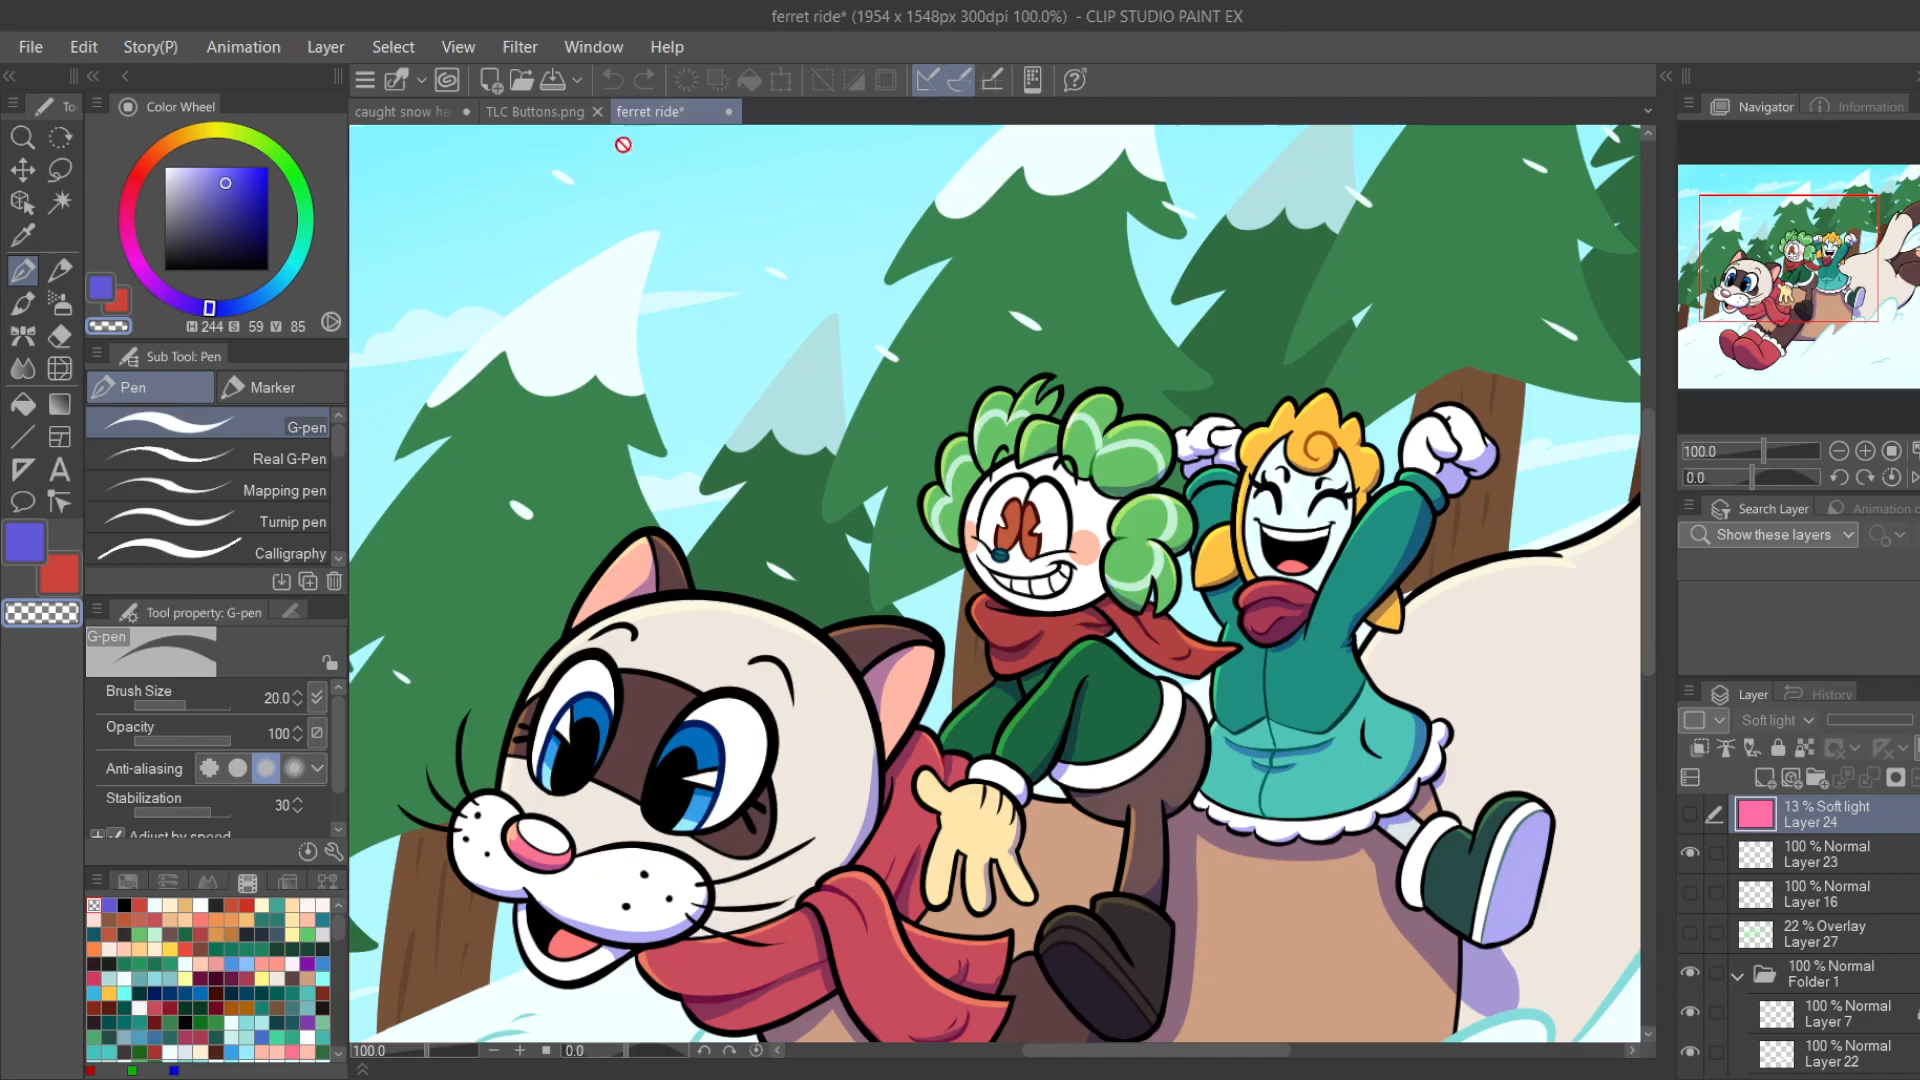 ferret ride* (1954 x 1548px 300dpi 100.0%)  - CLIP STUDIO PAINT EX
File Edit Story(P) Animation Layer Select View Filter Window Help
To
Color Wheel
caught snow ha
TLC Buttons.png
ferret ride*
Navigator
Information
H 244 S 59 V 85
Sub Tool: Pen
Pen
Marker
G-pen
Real G-Pen
Mapping pen
Turnip pen
Calligraphy
Tool property: G-pen
G-pen
Brush Size
20.0
Opacity
100
Anti-aliasing
Stabilization
30
Adjust by speed
100.0
0.0
100.0
0.0
Search Layer
Animation c
Show these layers
Layer
History
Soft light
13 % Soft light
Layer 24
100 % Normal
Layer 23
100 % Normal
Layer 16
22 % Overlay
Layer 27
100 % Normal
Folder 1
100 % Normal
Layer 7
100 % Normal
Layer 22